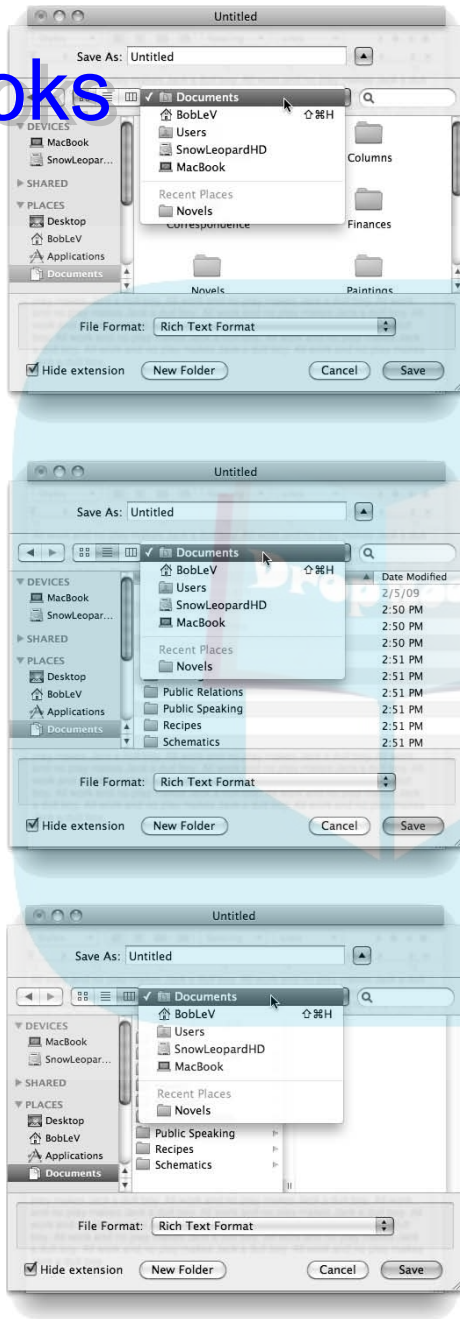 Untitled
Save As: Untitled
oks
✓ Documents
DEVICES
BobLeV ⇧⌘H
MacBook
Users
SnowLeopar...
SnowLeopardHD
Columns
MacBook
SHARED
Recent Places
PLACES
Novels
Desktop
Correspondence
Finances
BobLeV
Applications
Documents
Novels
Paintings
File Format: Rich Text Format
Hide extension
New Folder
Cancel
Save
Untitled
Save As: Untitled
✓ Documents
DEVICES
BobLeV ⇧⌘H
Date Modified
MacBook
Users
2/5/09
SnowLeopar...
SnowLeopardHD
2:50 PM
MacBook
2:50 PM
SHARED
2:50 PM
Recent Places
PLACES
2:51 PM
Novels
Desktop
2:51 PM
BobLeV
Public Relations
2:51 PM
Applications
Public Speaking
2:51 PM
Documents
Recipes
2:51 PM
Schematics
2:51 PM
File Format: Rich Text Format
Hide extension
New Folder
Cancel
Save
Untitled
Save As: Untitled
✓ Documents
DEVICES
BobLeV ⇧⌘H
MacBook
Users
SnowLeopar...
SnowLeopardHD
MacBook
SHARED
Recent Places
PLACES
Novels
Desktop
BobLeV
Public Speaking
Applications
Recipes
Documents
Schematics
File Format: Rich Text Format
Hide extension
New Folder
Cancel
Save